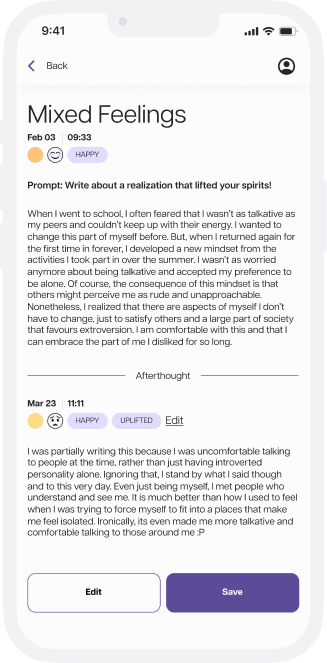 9:41
Back
Mixed Feelings
Feb 03 09:33
HAPPY
Prompt: Write about a realization that lifted your spirits!
When I went to school, I often feared that I wasn't as talkative as
my peers and couldn't keep up with their energy. I wanted to
change this part of myself before. But, when I returned again for
the first time in forever, I developed a new mindset from the
activities I took part in over the summer. I wasn't as worried
anymore about being talkative and accepted my preference to
be alone. Of course, the consequence of this mindset is that
others might perceive me as rude and unapproachable.
Nonetheless, I realized that there are aspects of myself I don't
have to change, just to satisfy others and a large part of society
that favours extroversion. I am comfortable with this and that I
can embrace the part of me I disliked for so long.
Afterthought
Mar 23 11:11
HAPPY UPLIFTED Edit
I was partially writing this because I was uncomfortable talking
to people at the time, rather than just having introverted
personality alone. Ignoring that, I stand by what I said though
and to this very day. Even just being myself, I met people who
understand and see me. It is much better than how I used to feel
when I was trying to force myself to fit into a places that make
me feel isolated. Ironically, its even made me more talkative and
comfortable talking to those around me :P
Edit Save